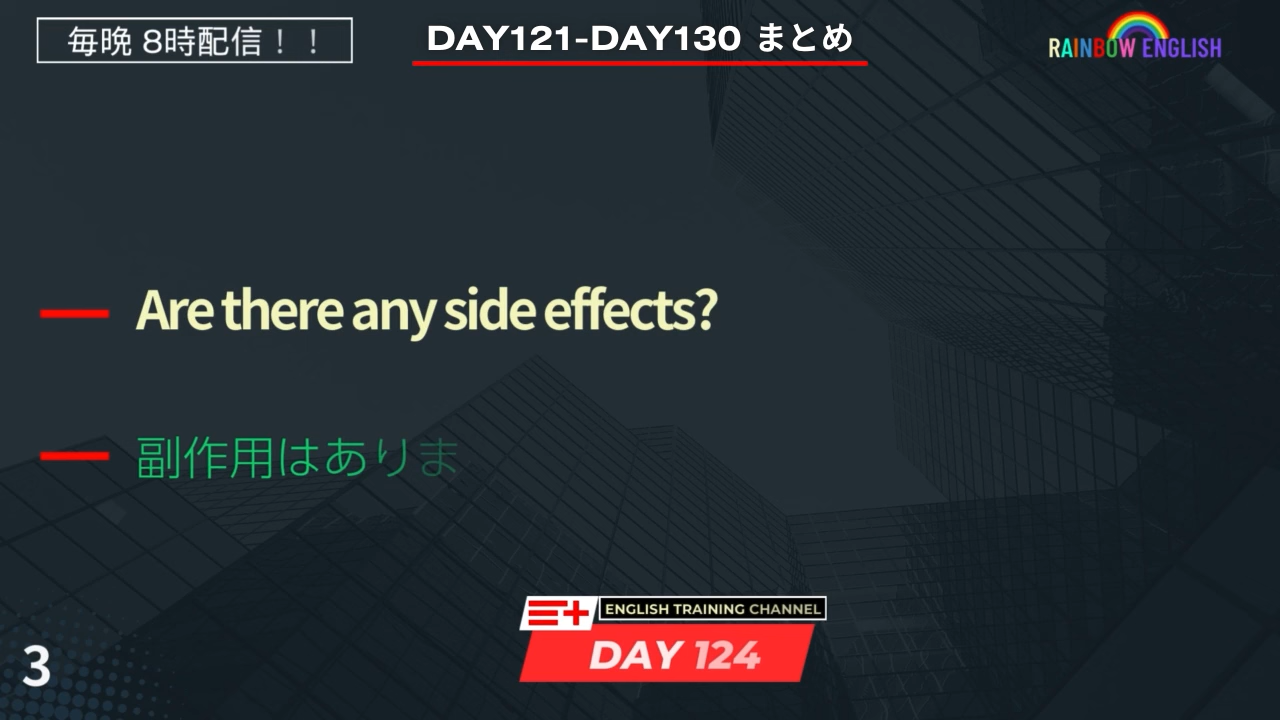 毎晩 8時配信！！
DAY121-DAY130 まとめ
RAINBOW ENGLISH
Are there any side effects?
副作用はありま
ENGLISH TRAINING CHANNEL
DAY 124
3